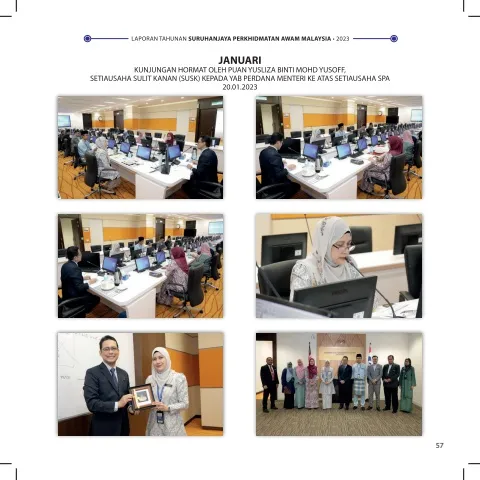 LAPORAN TAHUNAN SURUHANJAYA PERKHIDMATAN AWAM MALAYSIA • 2023
JANUARI
KUNJUNGAN HORMAT OLEH PUAN YUSLIZA BINTI MOHD YUSOFF,
SETIAUSAHA SULIT KANAN (SUSK) KEPADA YAB PERDANA MENTERI KE ATAS SETIAUSAHA SPA
20.01.2023
57